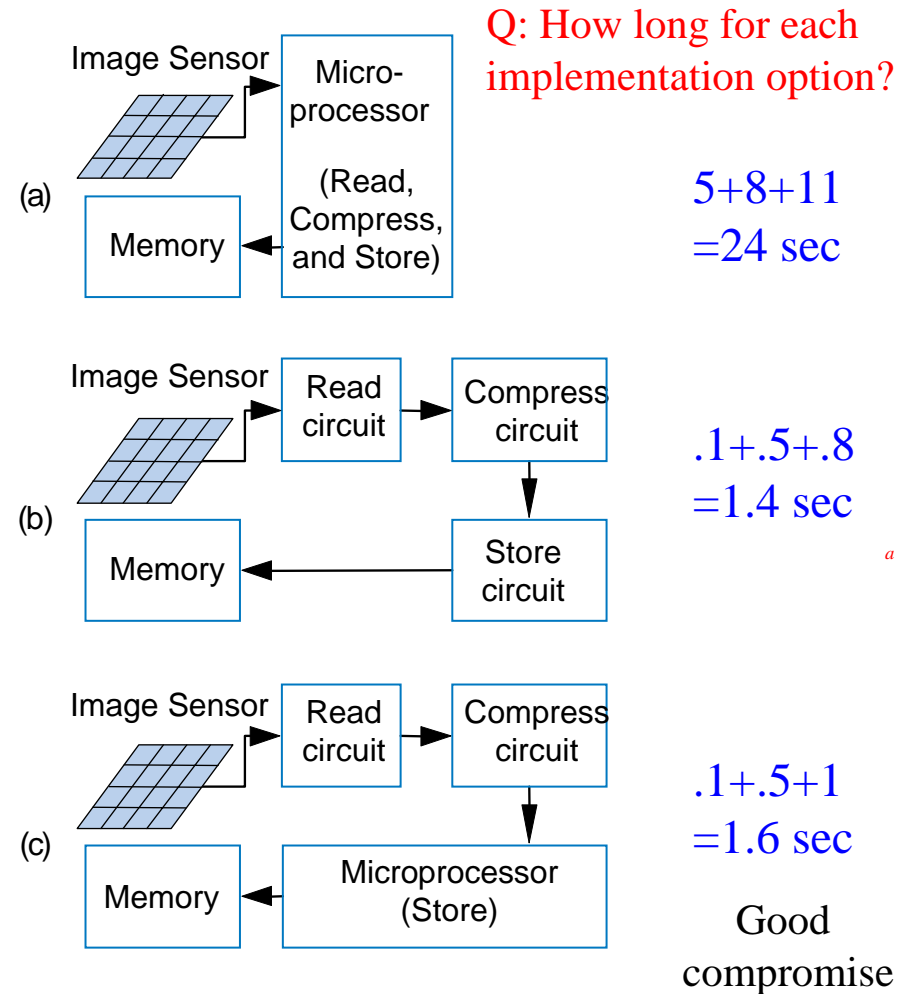 Q: How long for each
implementation option?
(a)
Image Sensor
Micro-
processor
(Read,
Compress,
and Store)
Memory
5+8+11
=24 sec
(b)
Image Sensor
Read
circuit
Compress
circuit
Store
circuit
Memory
.1+.5+.8
=1.4 sec
a
(c)
Image Sensor
Read
circuit
Compress
circuit
Microprocessor
(Store)
Memory
.1+.5+1
=1.6 sec
Good
compromise